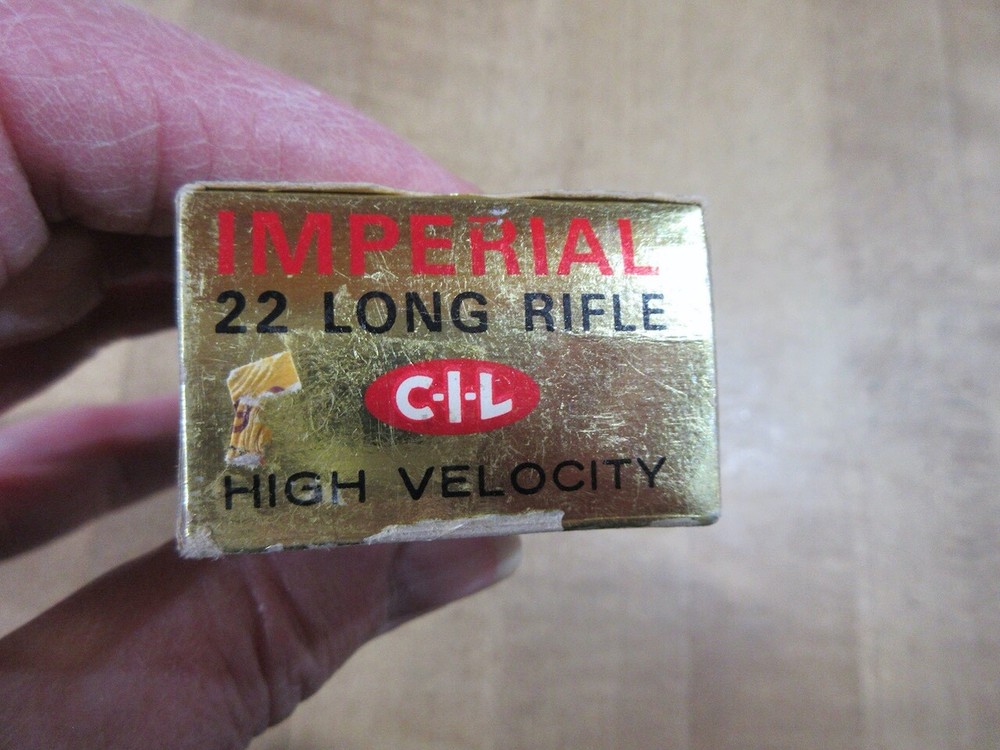 IMPERIAL
22 LONG RIFLE
C-I-L
HIGH VELOCITY